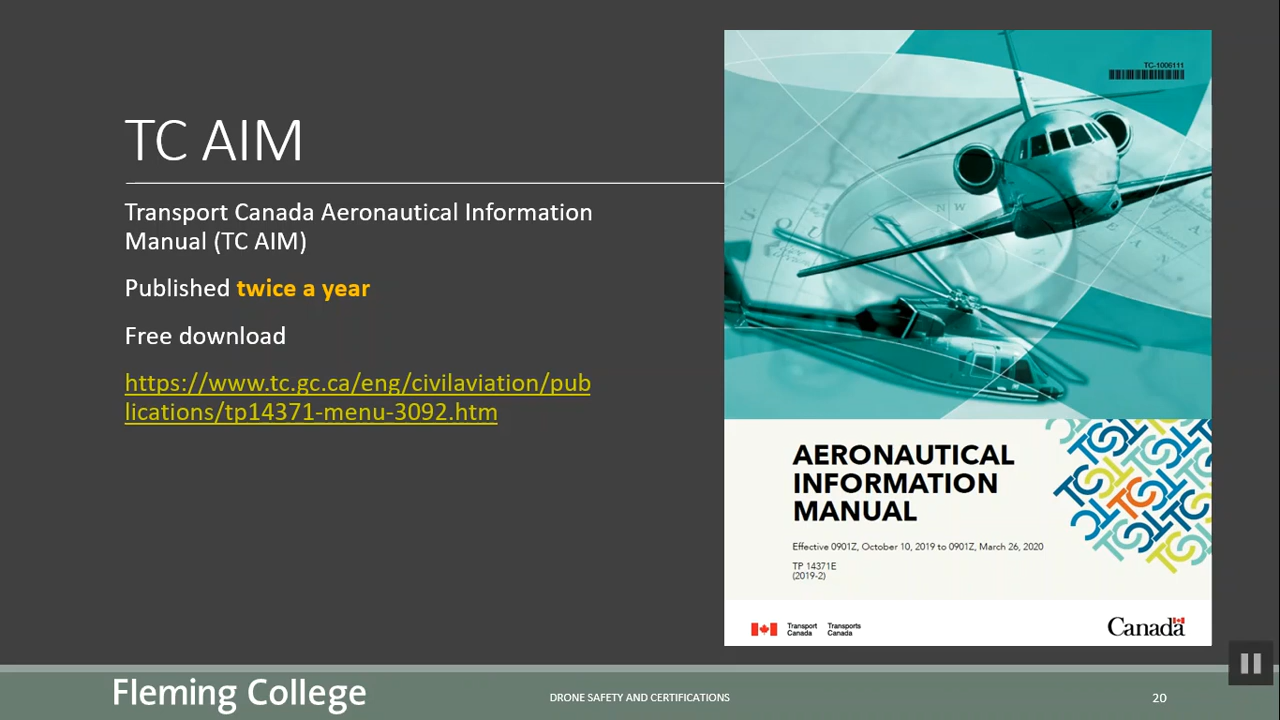 TC AIM
Transport Canada Aeronautical Information
Manual (TC AIM)
Published twice a year
Free download
https://www.tc.gc.ca/eng/civilaviation/pub
lications/tp14371-menu-3092.htm
TC-1006111
N W
AERONAUTICAL
INFORMATION
MANUAL
Effective 0901Z, October 10, 2019 to 0901Z, March 26, 2020
TP 14371E
(2019-2)
Transport Canada
Transports Canada
Canada
Fleming College
DRONE SAFETY AND CERTIFICATIONS
20